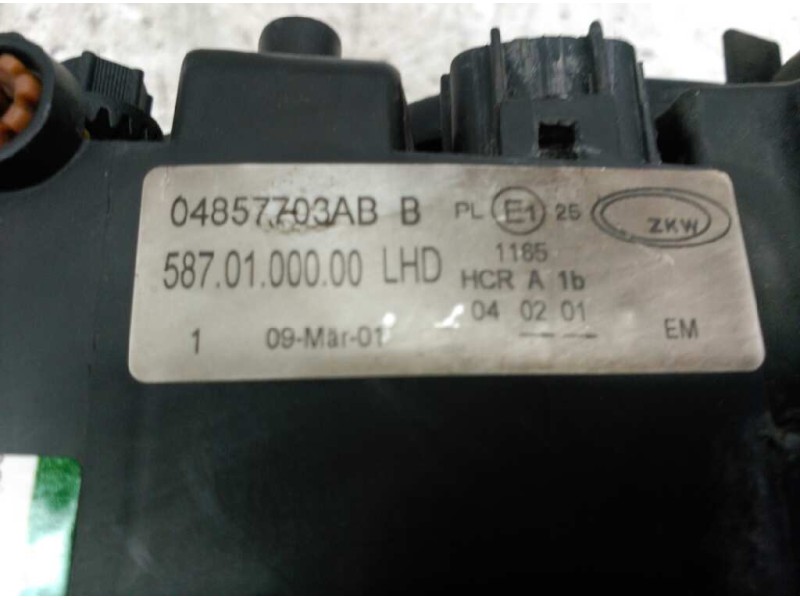 04857703AB B PL E1 25 ZKW
587.01.000.00 LHD 1165
HCR A 1b
04 02 01
1 09-Mär-01 EM